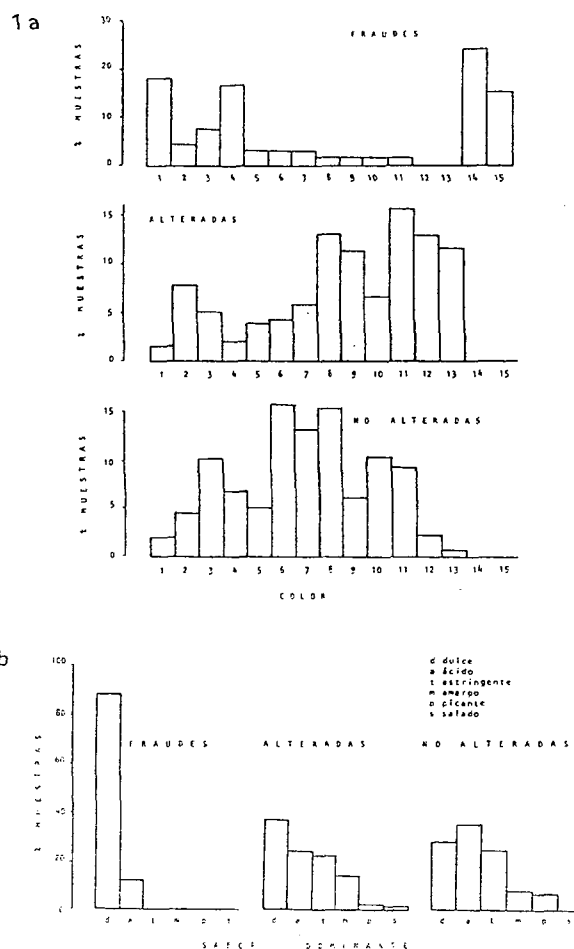 1a
FRAUDES
30
20
10
0
% MUESTRAS
1 2 3 4 5 6 7 8 9 10 11 12 13 14 15
ALTERADAS
15
10
5
0
% MUESTRAS
1 2 3 4 5 6 7 8 9 10 11 12 13 14 15
NO ALTERADAS
15
10
5
0
% MUESTRAS
1 2 3 4 5 6 7 8 9 10 11 12 13 14 15
COLOR
b
100
80
60
40
20
0
% MUESTRAS
d dulce
a ácido
t astringente
m amargo
p picante
s salado
FRAUDES ALTERADAS NO ALTERADAS
d a t m p s d a t m p s d a t m p s
SABOR DOMINANTE